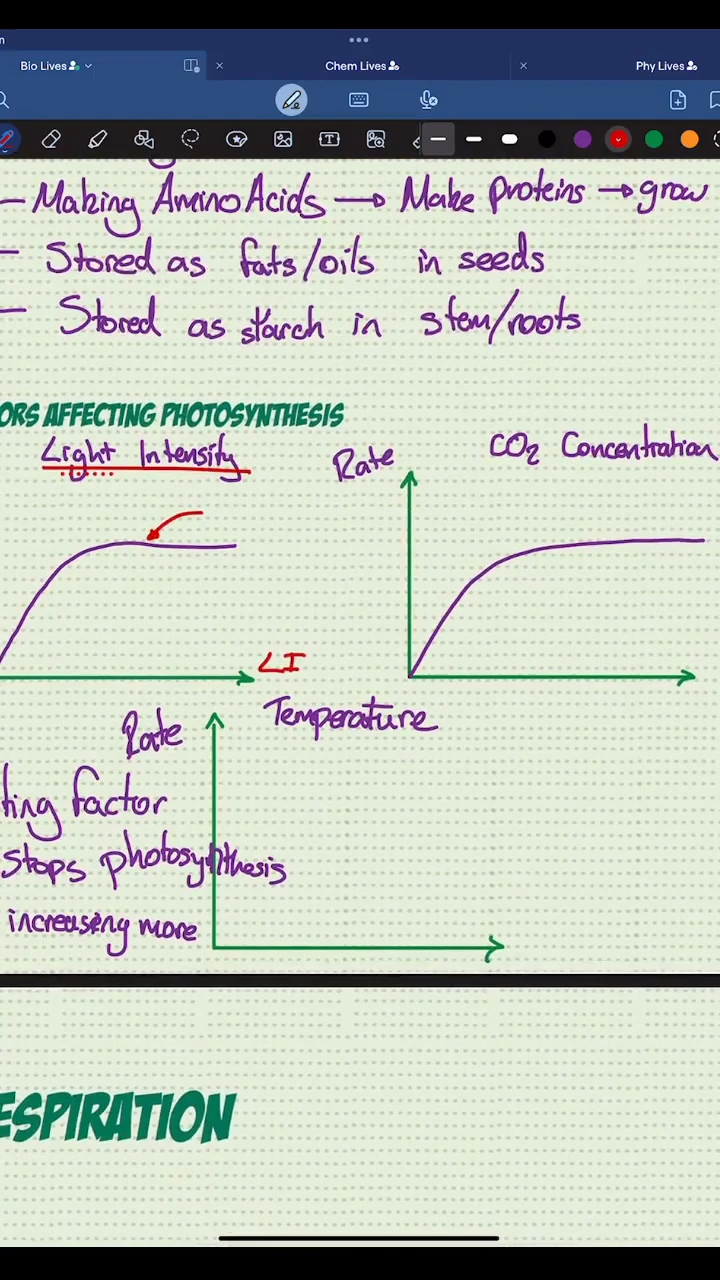 Bio Lives
Chem Lives
Phy Lives
– Making Amino Acids → Make Proteins → grow
– Stored as fats/oils in seeds
– Stored as starch in stem/roots
ORS AFFECTING PHOTOSYNTHESIS
Light Intensity
Rate
CO2 Concentration
LI
Rate
Temperature
ting factor
stops photosynthesis
increasing more
ESPIRATION